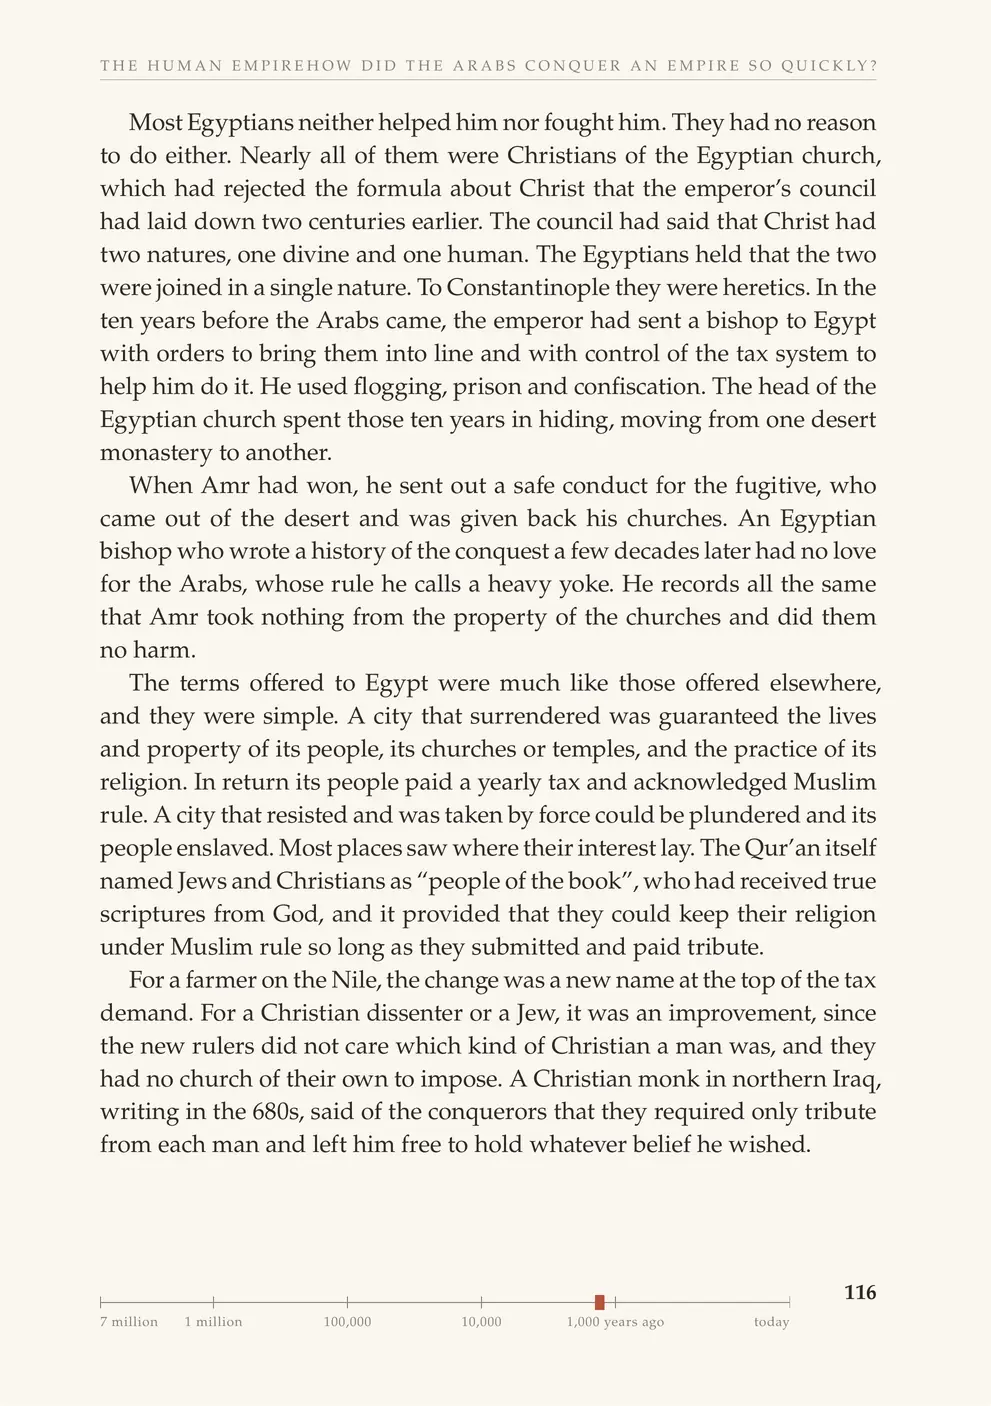 THE HUMAN EMPIREHOW DID THE ARABS CONQUER AN EMPIRE SO QUICKLY?
Most Egyptians neither helped him nor fought him. They had no reason
to do either. Nearly all of them were Christians of the Egyptian church,
which had rejected the formula about Christ that the emperor’s council
had laid down two centuries earlier. The council had said that Christ had
two natures, one divine and one human. The Egyptians held that the two
were joined in a single nature. To Constantinople they were heretics. In the
ten years before the Arabs came, the emperor had sent a bishop to Egypt
with orders to bring them into line and with control of the tax system to
help him do it. He used flogging, prison and confiscation. The head of the
Egyptian church spent those ten years in hiding, moving from one desert
monastery to another.
When Amr had won, he sent out a safe conduct for the fugitive, who
came out of the desert and was given back his churches. An Egyptian
bishop who wrote a history of the conquest a few decades later had no love
for the Arabs, whose rule he calls a heavy yoke. He records all the same
that Amr took nothing from the property of the churches and did them
no harm.
The terms offered to Egypt were much like those offered elsewhere,
and they were simple. A city that surrendered was guaranteed the lives
and property of its people, its churches or temples, and the practice of its
religion. In return its people paid a yearly tax and acknowledged Muslim
rule. A city that resisted and was taken by force could be plundered and its
people enslaved. Most places saw where their interest lay. The Qur’an itself
named Jews and Christians as “people of the book”, who had received true
scriptures from God, and it provided that they could keep their religion
under Muslim rule so long as they submitted and paid tribute.
For a farmer on the Nile, the change was a new name at the top of the tax
demand. For a Christian dissenter or a Jew, it was an improvement, since
the new rulers did not care which kind of Christian a man was, and they
had no church of their own to impose. A Christian monk in northern Iraq,
writing in the 680s, said of the conquerors that they required only tribute
from each man and left him free to hold whatever belief he wished.
116
7 million 1 million 100,000 10,000 1,000 years ago today